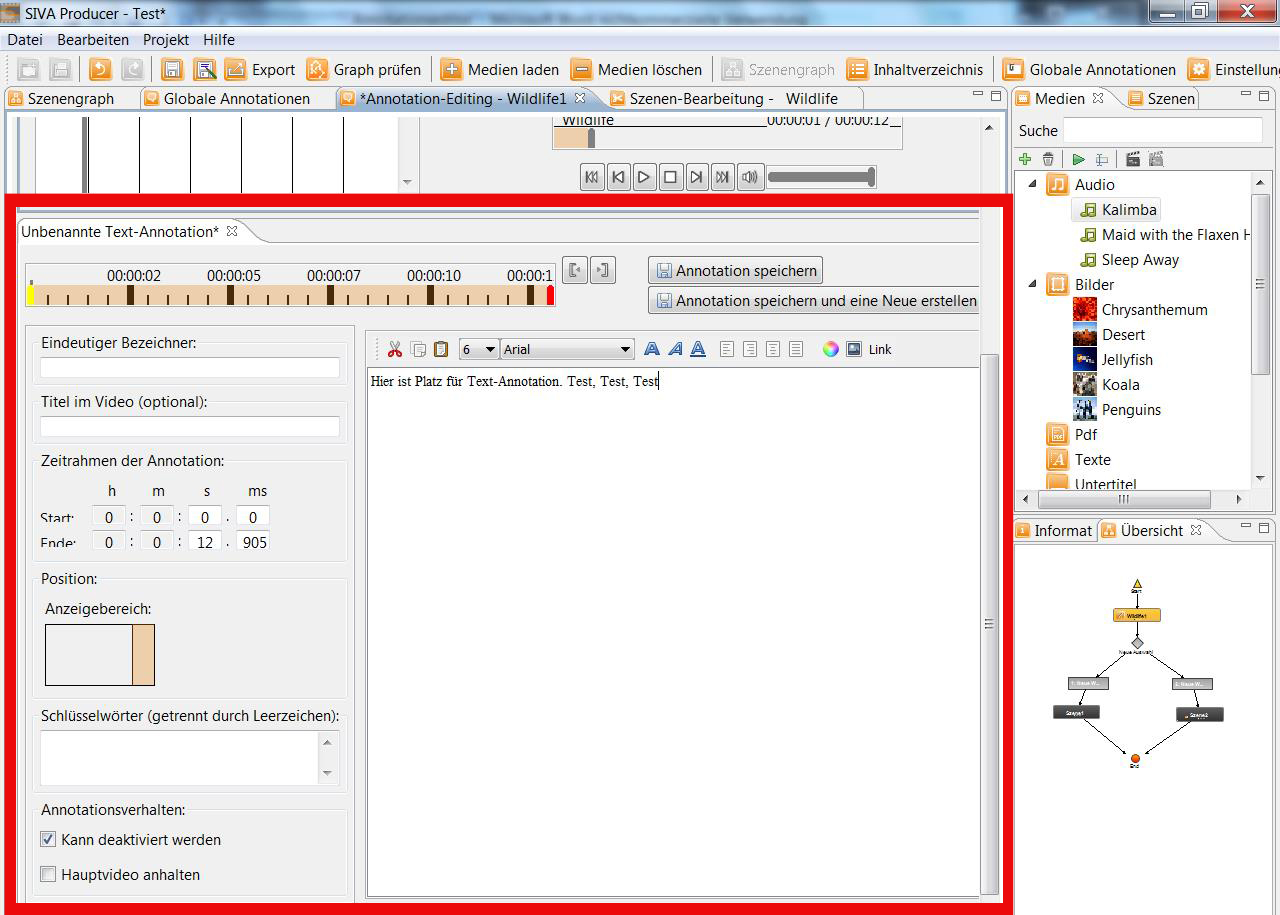 SIVA Producer - Test*
Datei Bearbeiten Projekt Hilfe
Export Graph prüfen Medien laden Medien löschen Szenengraph Inhaltverzeichnis Globale Annotationen Einstellung
Szenengraph Globale Annotationen *Annotation-Editing - Wildlife1 Szenen-Bearbeitung - Wildlife Medien Szenen
Wildlife 00:00:01 / 00:00:12
Suche
Audio
Kalimba
Maid with the Flaxen H
Sleep Away
Bilder
Chrysanthemum
Desert
Jellyfish
Koala
Penguins
Pdf
Texte
Untertitel
Unbenannte Text-Annotation*
00:00:02 00:00:05 00:00:07 00:00:10 00:00:1
Annotation speichern
Annotation speichern und eine Neue erstellen
Eindeutiger Bezeichner:
Titel im Video (optional):
Zeitrahmen der Annotation:
h m s ms
Start: 0 : 0 : 0 . 0
Ende: 0 : 0 : 12 . 905
Position:
Anzeigebereich:
Schlüsselwörter (getrennt durch Leerzeichen):
Annotationsverhalten:
Kann deaktiviert werden
Hauptvideo anhalten
6 Arial A A A Link
Hier ist Platz für Text-Annotation. Test, Test, Test
Informat Übersicht
Start
Wildlife1
Neue Auswahl
1: Neue W... 2: Neue W...
Szene1 Szene2
End